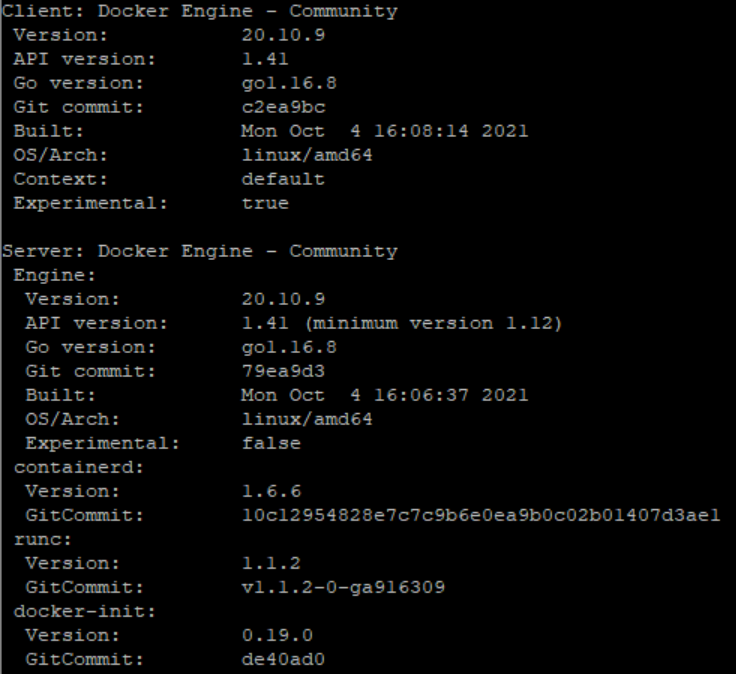 Client: Docker Engine - Community
 Version:           20.10.9
 API version:       1.41
 Go version:        go1.16.8
 Git commit:        c2ea9bc
 Built:             Mon Oct  4 16:08:14 2021
 OS/Arch:           linux/amd64
 Context:           default
 Experimental:      true

Server: Docker Engine - Community
 Engine:
  Version:          20.10.9
  API version:      1.41 (minimum version 1.12)
  Go version:       go1.16.8
  Git commit:       79ea9d3
  Built:            Mon Oct  4 16:06:37 2021
  OS/Arch:          linux/amd64
  Experimental:     false
 containerd:
  Version:          1.6.6
  GitCommit:        10c12954828e7c7c9b6e0ea9b0c02b01407d3ae1
 runc:
  Version:          1.1.2
  GitCommit:        v1.1.2-0-ga916309
 docker-init:
  Version:          0.19.0
  GitCommit:        de40ad0